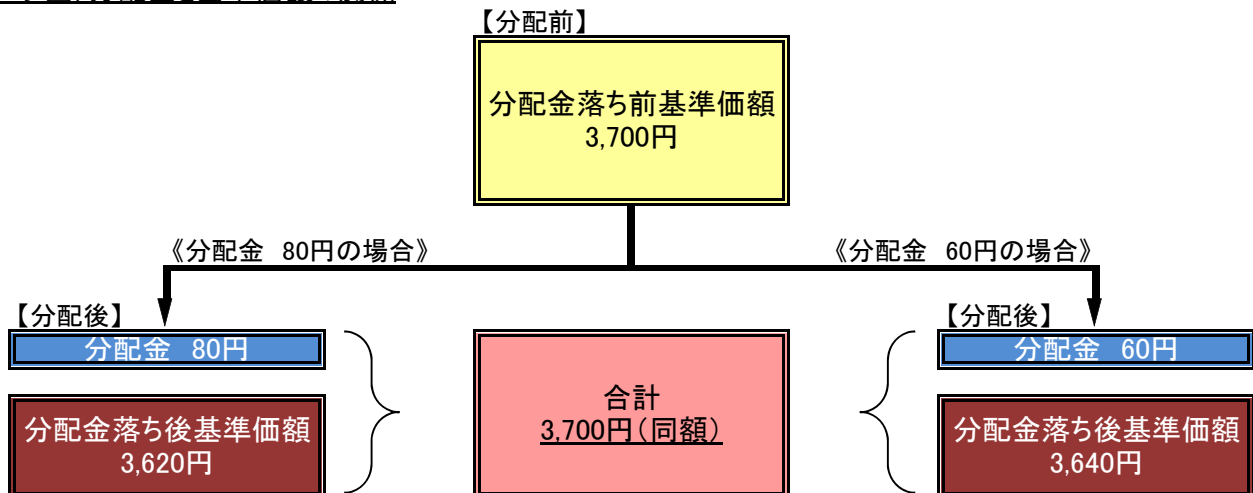 【分配前】
分配金落ち前基準価額
3,700円
《分配金 80円の場合》
《分配金 60円の場合》
【分配後】
分配金 80円
分配金落ち後基準価額
3,620円
合計
3,700円(同額)
【分配後】
分配金 60円
分配金落ち後基準価額
3,640円